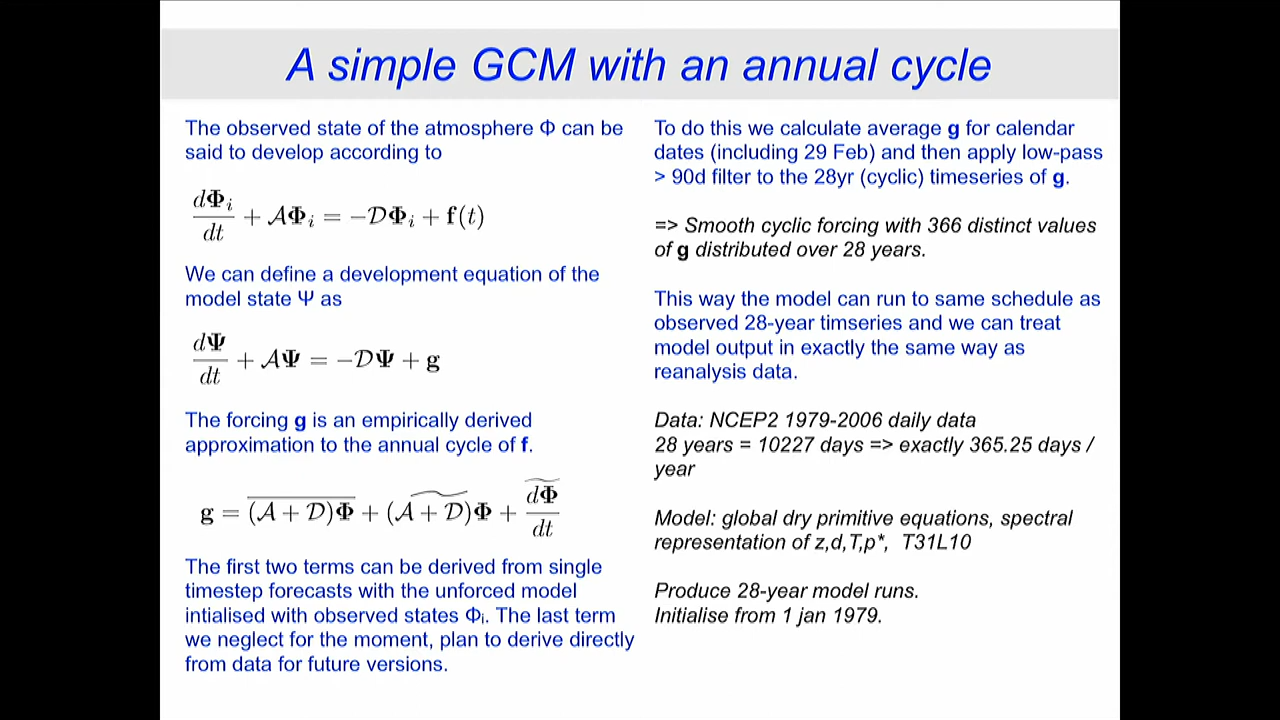 A simple GCM with an annual cycle
The observed state of the atmosphere Φ can be
said to develop according to
dΦᵢ/dt + 𝒜Φᵢ = −𝒟Φᵢ + f(t)
We can define a development equation of the
model state Ψ as
dΨ/dt + 𝒜Ψ = −𝒟Ψ + g
The forcing g is an empirically derived
approximation to the annual cycle of f.
g = \overline{(𝒜 + 𝒟)Φ} + \widetilde{(𝒜 + 𝒟)}Φ + \widetilde{dΦ/dt}
The first two terms can be derived from single
timestep forecasts with the unforced model
intialised with observed states Φᵢ. The last term
we neglect for the moment, plan to derive directly
from data for future versions.
To do this we calculate average g for calendar
dates (including 29 Feb) and then apply low-pass
> 90d filter to the 28yr (cyclic) timeseries of g.
=> Smooth cyclic forcing with 366 distinct values
of g distributed over 28 years.
This way the model can run to same schedule as
observed 28-year timseries and we can treat
model output in exactly the same way as
reanalysis data.
Data: NCEP2 1979-2006 daily data
28 years = 10227 days => exactly 365.25 days /
year
Model: global dry primitive equations, spectral
representation of z,d,T,p*, T31L10
Produce 28-year model runs.
Initialise from 1 jan 1979.